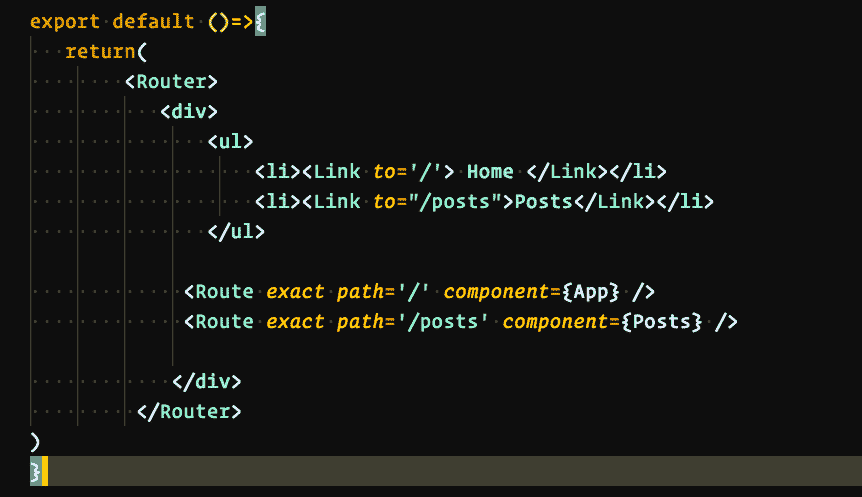 export default ()=>{
return(
<Router>
<div>
<ul>
<li><Link to='/'> Home </Link></li>
<li><Link to="/posts">Posts</Link></li>
</ul>
<Route exact path='/' component={App} />
<Route exact path='/posts' component={Posts} />
</div>
</Router>
)
}